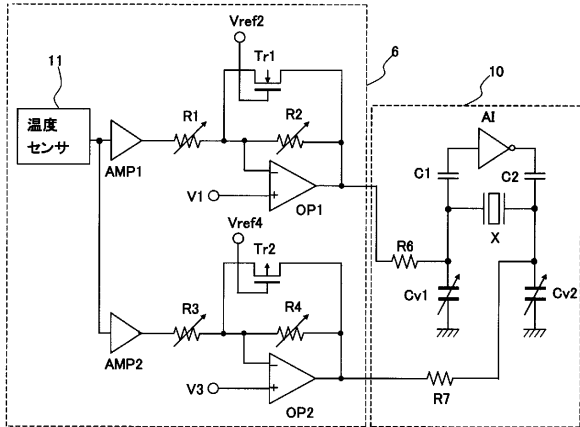 Vref2
11
Tr1
6
10
温度
センサ
R1
R2
AI
AMP1
C1
C2
V1
OP1
X
Vref4
Tr2
R6
R3
R4
Cv1
Cv2
AMP2
V3
OP2
R7